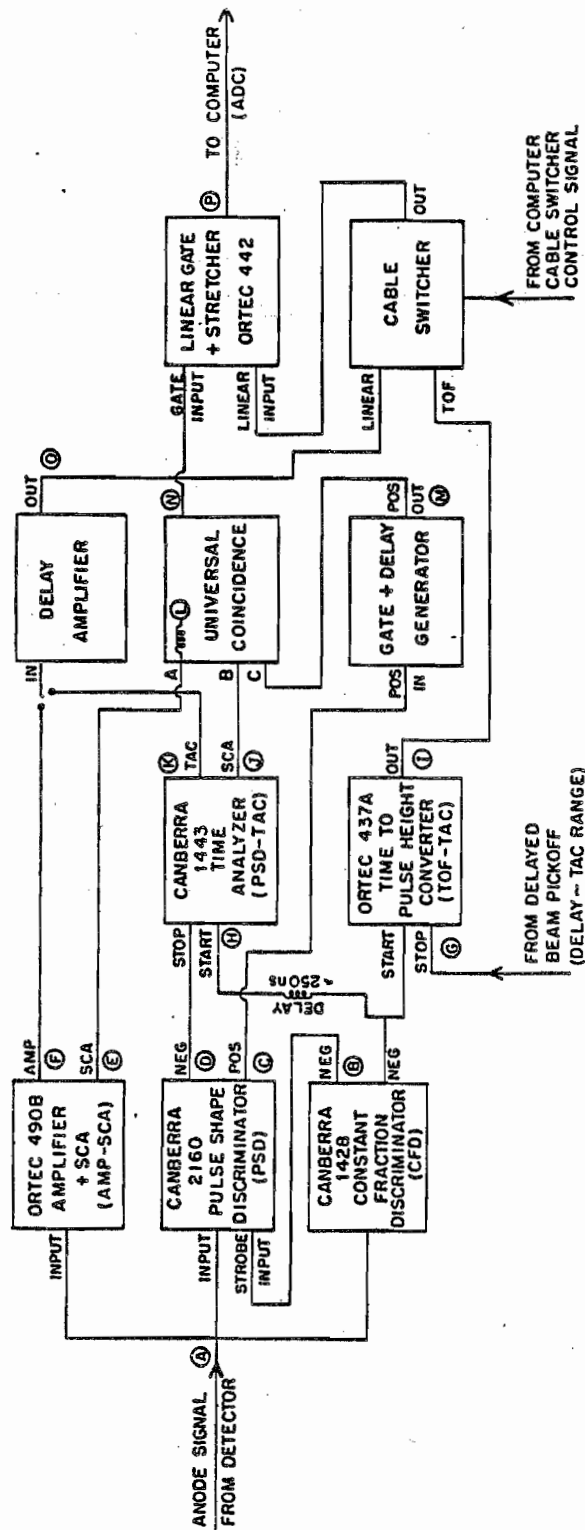 ANODE SIGNAL
FROM DETECTOR
A
INPUT
ORTEC 490B
AMPLIFIER
+ SCA
(AMP-SCA)
AMP
F
SCA
E
INPUT
STROBE
INPUT
CANBERRA
2160
PULSE SHAPE
DISCRIMINATOR
(PSD)
NEG
D
POS
C
CANBERRA
1428
CONSTANT
FRACTION
DISCRIMINATOR
(CFD)
NEG
B
NEG
DELAY
250ns
STOP
START
H
CANBERRA
1443
TIME
ANALYZER
(PSD-TAC)
K
TAC
SCA
J
START
STOP
G
ORTEC 437A
TIME TO
PULSE HEIGHT
CONVERTER
(TOF-TAC)
OUT
I
FROM DELAYED
BEAM PICKOFF
(DELAY ~ TAC RANGE)
IN
DELAY
AMPLIFIER
OUT
O
A
L
B
C
UNIVERSAL
COINCIDENCE
N
POS
IN
GATE + DELAY
GENERATOR
POS
OUT
M
GATE
INPUT
LINEAR
INPUT
LINEAR GATE
+ STRETCHER
ORTEC 442
P
TO COMPUTER
(ADC)
LINEAR
TOF
CABLE
SWITCHER
OUT
FROM COMPUTER
CABLE SWITCHER
CONTROL SIGNAL